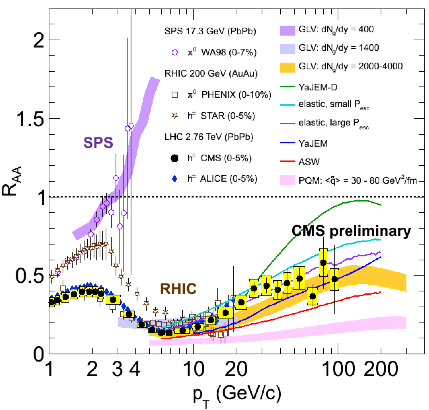 SPS 17.3 GeV (PbPb)
π⁰ WA98 (0-7%)
RHIC 200 GeV (AuAu)
π⁰ PHENIX (0-10%)
h± STAR (0-5%)
LHC 2.76 TeV (PbPb)
h± CMS (0-5%)
h± ALICE (0-5%)
GLV: dNg/dy = 400
GLV: dNg/dy = 1400
GLV: dNg/dy = 2000-4000
YaJEM-D
elastic, small Pesc
elastic, large Pesc
YaJEM
ASW
PQM: <q̂> = 30 - 80 GeV²/fm
SPS
CMS preliminary
RHIC
RAA
2
1.5
1
0.5
0
1 2 3 4 10 20 100 200
pT (GeV/c)